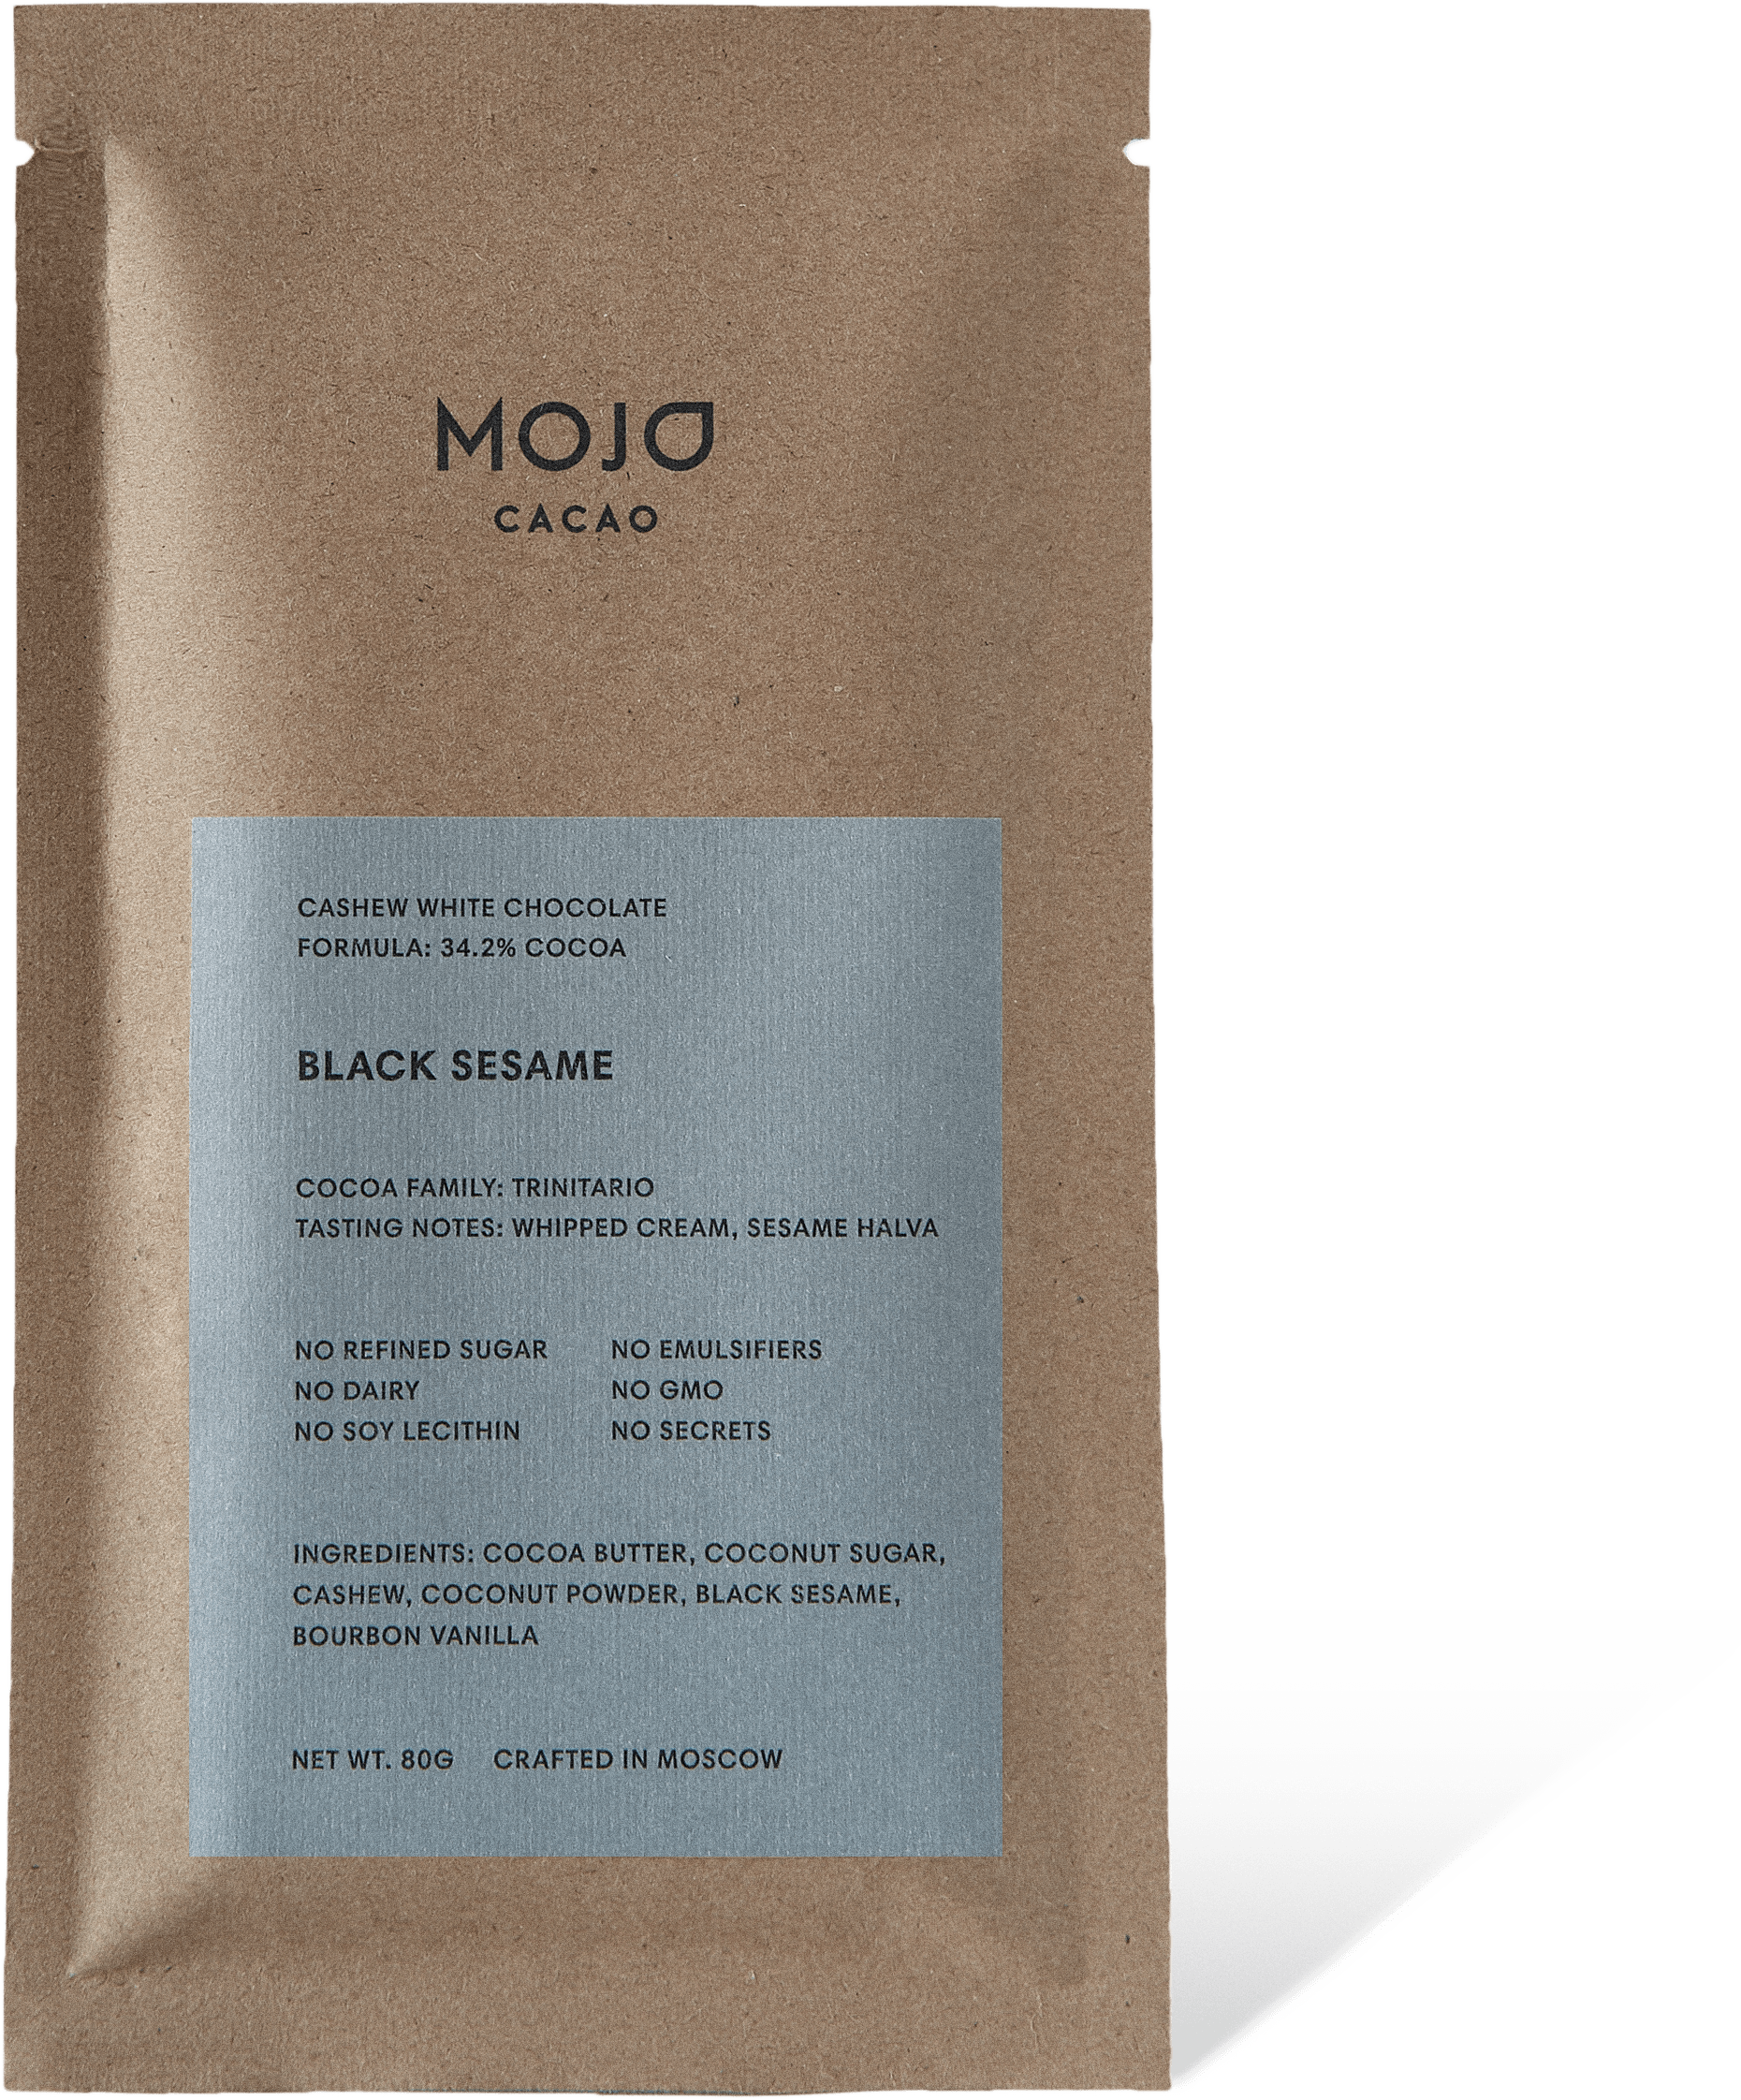 MOJO
CACAO
CASHEW WHITE CHOCOLATE
FORMULA: 34.2% COCOA
BLACK SESAME
COCOA FAMILY: TRINITARIO
TASTING NOTES: WHIPPED CREAM, SESAME HALVA
NO REFINED SUGAR NO EMULSIFIERS
NO DAIRY NO GMO
NO SOY LECITHIN NO SECRETS
INGREDIENTS: COCOA BUTTER, COCONUT SUGAR,
CASHEW, COCONUT POWDER, BLACK SESAME,
BOURBON VANILLA
NET WT. 80G CRAFTED IN MOSCOW